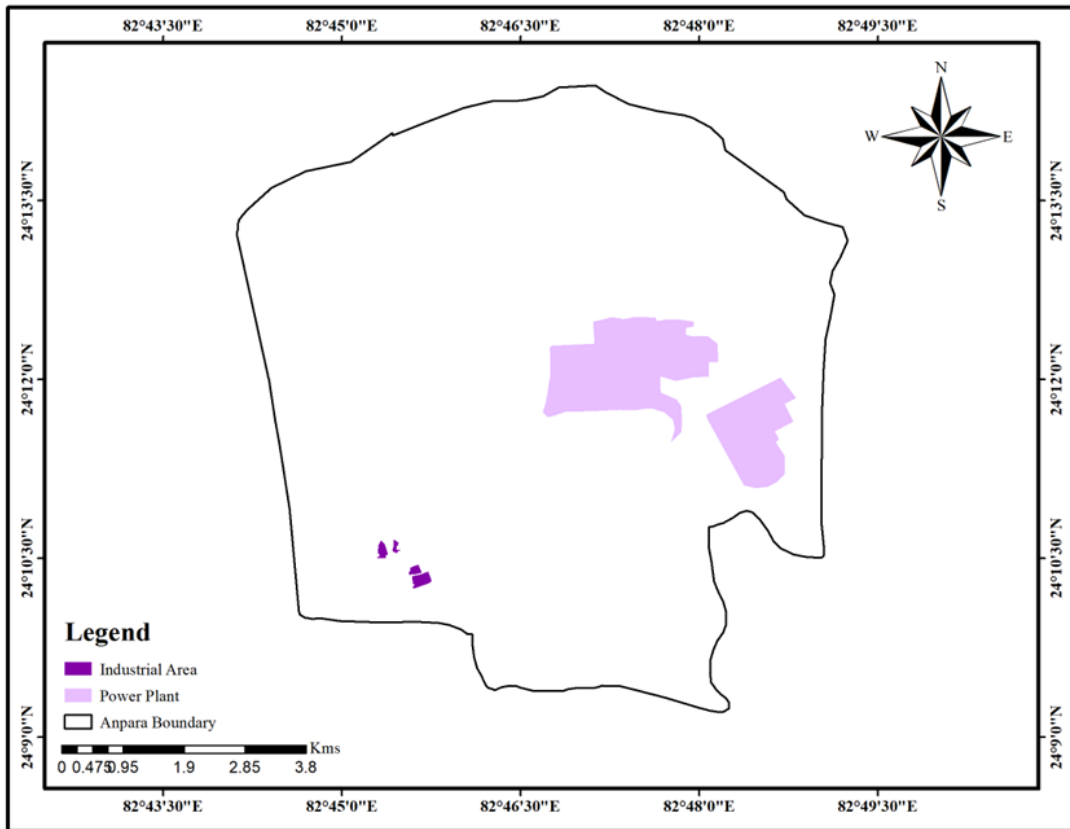 82°43'30"E 82°45'0"E 82°46'30"E 82°48'0"E 82°49'30"E
N
W E
S
24°13'30"N 24°13'30"N
24°12'0"N 24°12'0"N
24°10'30"N 24°10'30"N
Legend
Industrial Area
Power Plant
Anpara Boundary
24°9'0"N 24°9'0"N
Kms
0 0.475 0.95 1.9 2.85 3.8
82°43'30"E 82°45'0"E 82°46'30"E 82°48'0"E 82°49'30"E